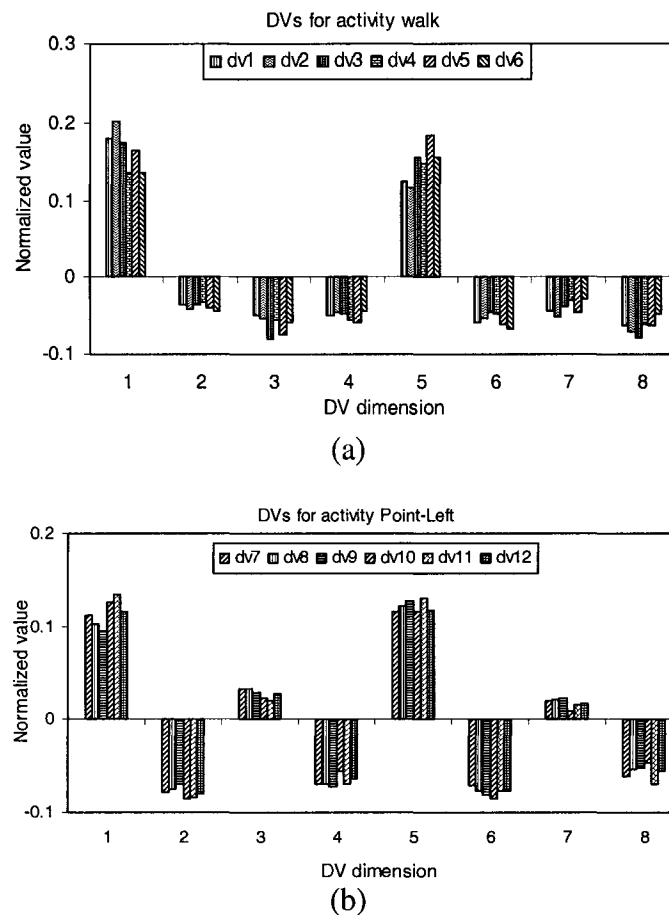 DVs for activity walk
0.3
dv1 dv2 dv3 dv4 dv5 dv6
0.2
Normalized value
0.1
0
-0.1
1 2 3 4 5 6 7 8
DV dimension
(a)
DVs for activity Point-Left
0.2
dv7 dv8 dv9 dv10 dv11 dv12
0.1
Normalized value
0
-0.1
1 2 3 4 5 6 7 8
DV dimension
(b)